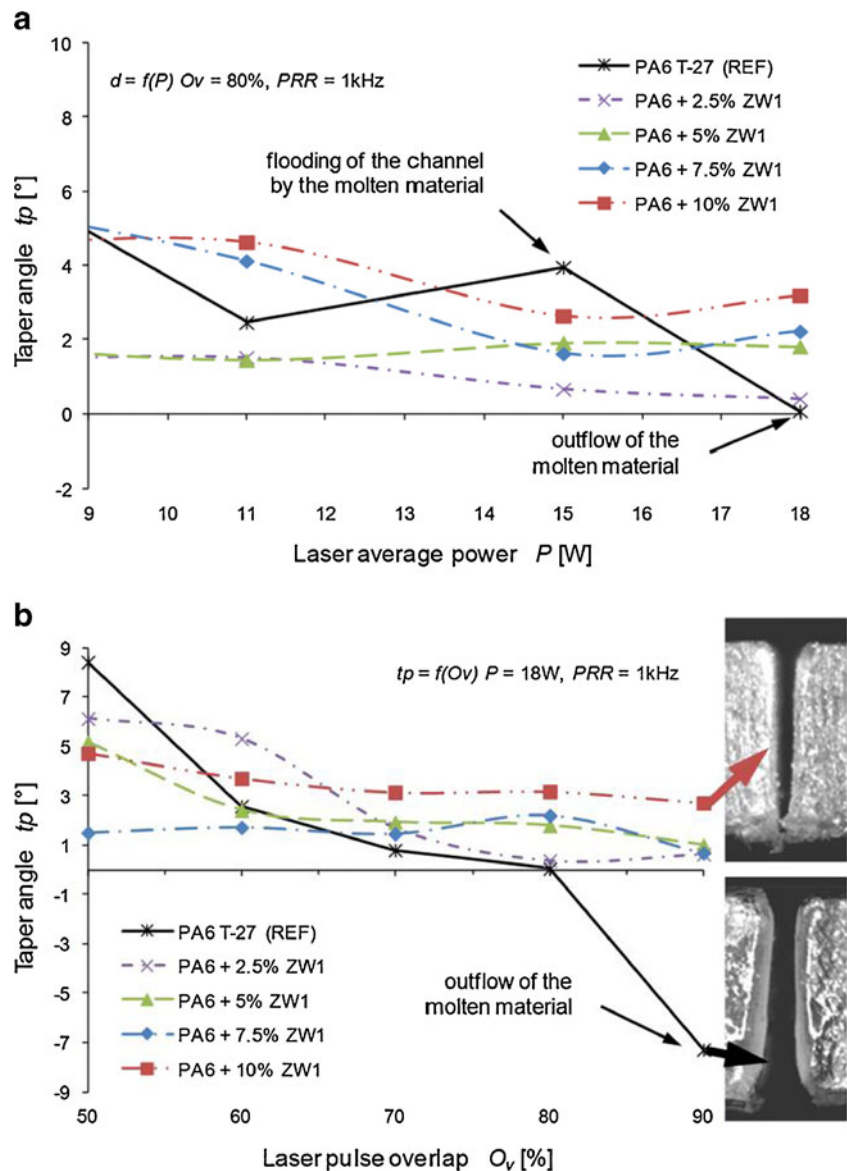 a
10
8
6
4
2
0
-2
Taper angle tp [°]
d = f(P) Ov = 80%, PRR = 1kHz
PA6 T-27 (REF)
PA6 + 2.5% ZW1
PA6 + 5% ZW1
PA6 + 7.5% ZW1
PA6 + 10% ZW1
flooding of the channel
by the molten material
outflow of the
molten material
9 10 11 12 13 14 15 16 17 18
Laser average power P [W]
b
9
7
5
3
1
-1
-3
-5
-7
-9
Taper angle tp [°]
tp = f(Ov) P = 18W, PRR = 1kHz
PA6 T-27 (REF)
PA6 + 2.5% ZW1
PA6 + 5% ZW1
PA6 + 7.5% ZW1
PA6 + 10% ZW1
outflow of the
molten material
50 60 70 80 90
Laser pulse overlap Ov [%]